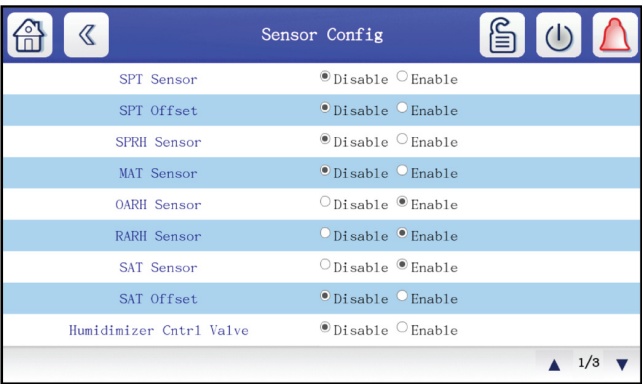 Sensor Config
SPT Sensor Disable Enable
SPT Offset Disable Enable
SPRH Sensor Disable Enable
MAT Sensor Disable Enable
OARH Sensor Disable Enable
RARH Sensor Disable Enable
SAT Sensor Disable Enable
SAT Offset Disable Enable
Humidimizer Cntrl Valve Disable Enable
1/3